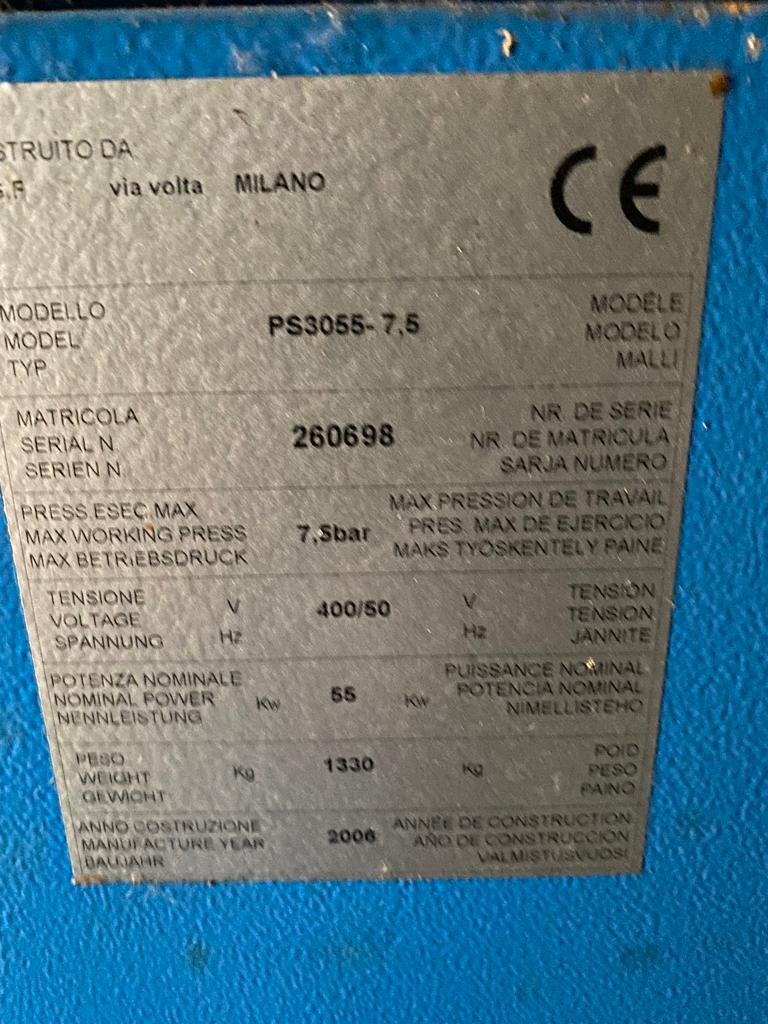 STRUITO DA
via volta MILANO
CE
MODELLO
MODEL
TYP
PS3055-7,5
MODÉLE
MODELO
MALLI
MATRICOLA
SERIAL N.
SERIEN N.
260698
NR. DE SERIE
NR. DE MATRICULA
SARJA NUMERO
PRESS.ESEC.MAX
MAX WORKING PRESS
MAX BETRIEBSDRUCK
7,5bar
MAX PRESSION DE TRAVAIL
PRES. MAX DE EJERCICIO
MAKS TYÖSKENTELY PAINE
TENSIONE
VOLTAGE
SPANNUNG
V
Hz
400/50
V
Hz
TENSION
TENSION
JÄNNITE
POTENZA NOMINALE
NOMINAL POWER
NENNLEISTUNG
Kw
55
Kw
PUISSANCE NOMINAL
POTENCIA NOMINAL
NIMELLISTEHO
PESO
WEIGHT
GEWICHT
Kg
1330
Kg
POID
PESO
PAINO
ANNO COSTRUZIONE
MANUFACTURE YEAR
BAUJAHR
2006
ANNÉE DE CONSTRUCTION
AÑO DE CONSTRUCCION
VALMISTUSVUOSI